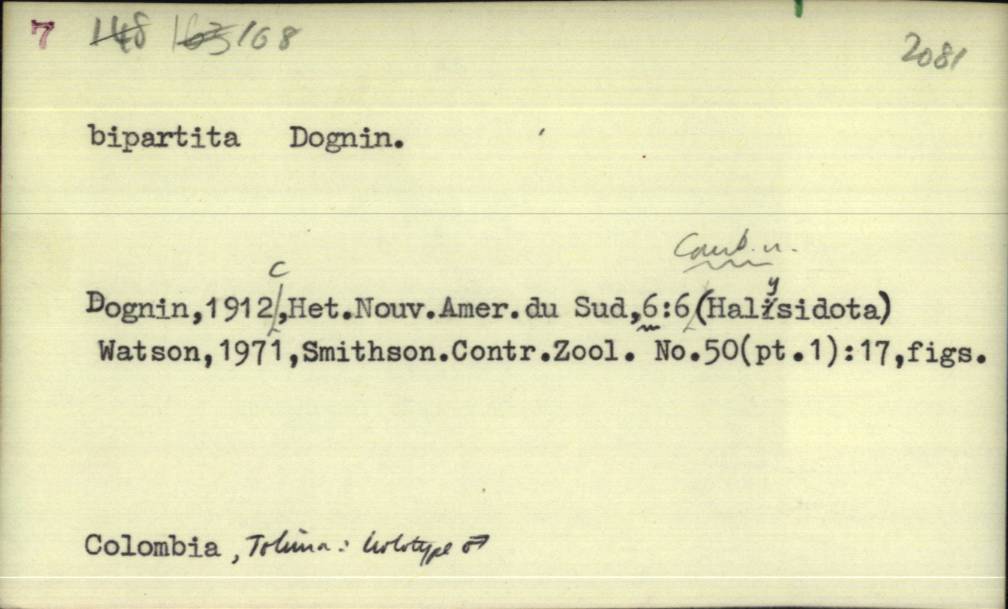 7 148 163 168
2081
bipartita Dognin.
Comb. n.
c
Dognin,1912,Het.Nouv.Amer.du Sud,6:6(Halysidota)
Watson,1971,Smithson.Contr.Zool. No.50(pt.1):17,figs.
Colombia, Tolima : holotype ♂